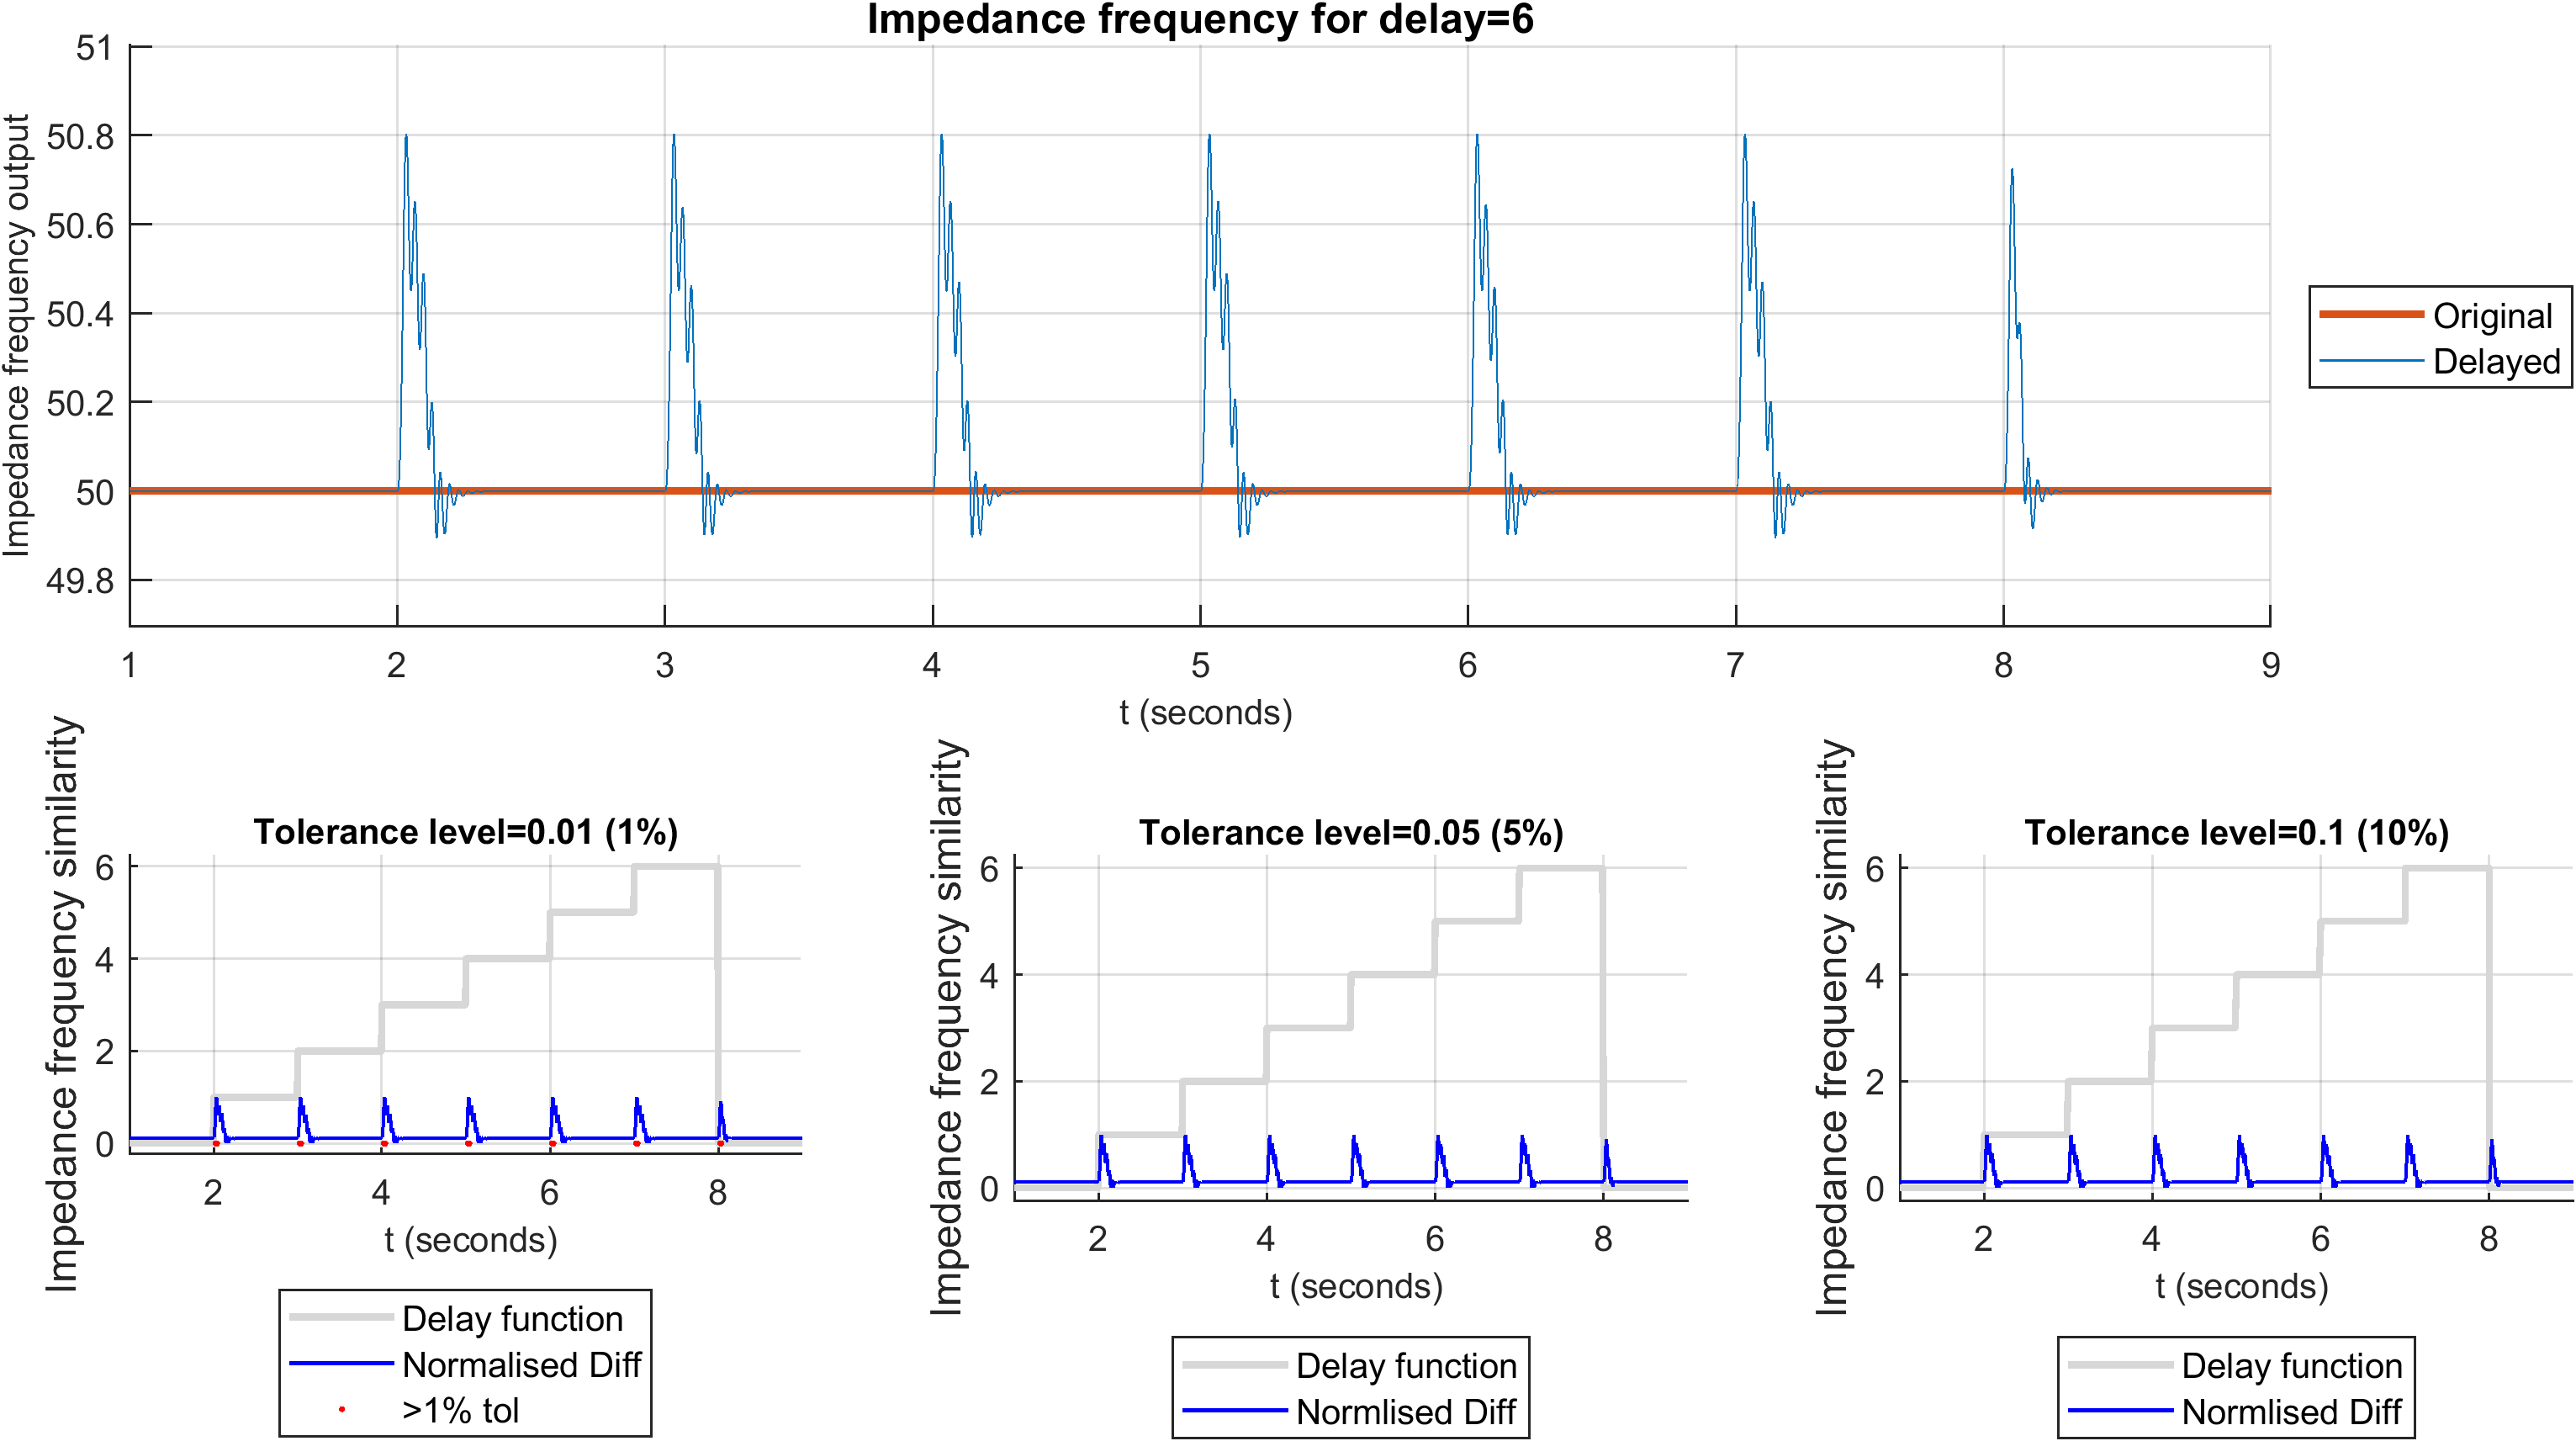 Impedance frequency for delay=6
Impedance frequency output
51
50.8
50.6
50.4
50.2
50
49.8
1 2 3 4 5 6 7 8 9
t (seconds)
Original
Delayed
Tolerance level=0.01 (1%)
Impedance frequency similarity
6
4
2
0
2 4 6 8
t (seconds)
Delay function
Normalised Diff
>1% tol
Tolerance level=0.05 (5%)
Impedance frequency similarity
6
4
2
0
2 4 6 8
t (seconds)
Delay function
Normlised Diff
Tolerance level=0.1 (10%)
Impedance frequency similarity
6
4
2
0
2 4 6 8
t (seconds)
Delay function
Normlised Diff